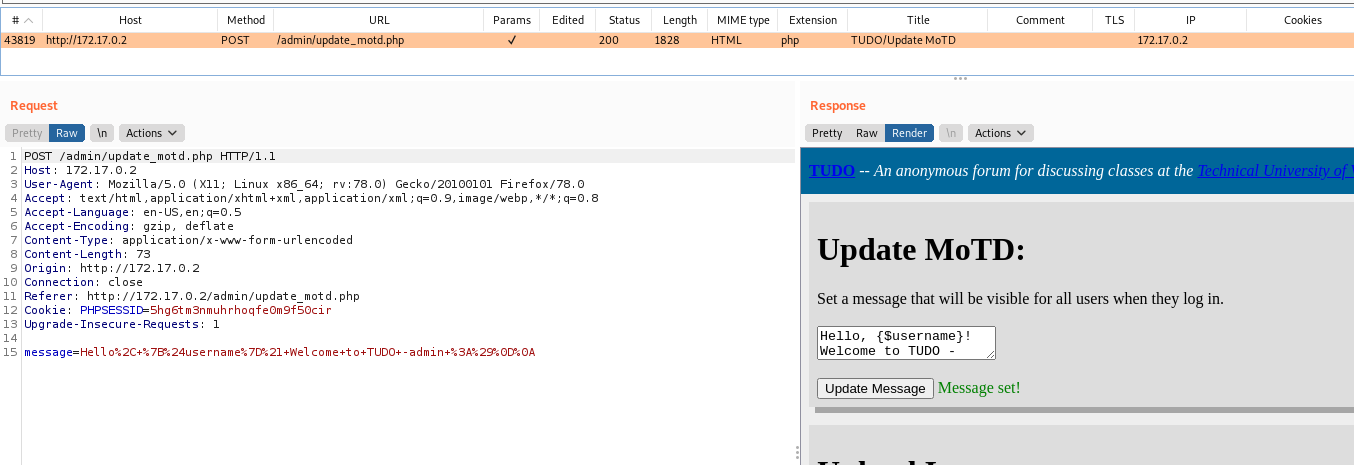 # Host Method URL Params Edited Status Length MIME type Extension Title Comment TLS IP Cookies
43819 http://172.17.0.2 POST /admin/update_motd.php ✓ 200 1828 HTML php TUDO/Update MoTD 172.17.0.2
Request
Pretty Raw \n Actions
1 POST /admin/update_motd.php HTTP/1.1
2 Host: 172.17.0.2
3 User-Agent: Mozilla/5.0 (X11; Linux x86_64; rv:78.0) Gecko/20100101 Firefox/78.0
4 Accept: text/html,application/xhtml+xml,application/xml;q=0.9,image/webp,*/*;q=0.8
5 Accept-Language: en-US,en;q=0.5
6 Accept-Encoding: gzip, deflate
7 Content-Type: application/x-www-form-urlencoded
8 Content-Length: 73
9 Origin: http://172.17.0.2
10 Connection: close
11 Referer: http://172.17.0.2/admin/update_motd.php
12 Cookie: PHPSESSID=5hg6tm3nmuhrhoqfe0m9f50cir
13 Upgrade-Insecure-Requests: 1
14
15 message=Hello%2C+%7B%24username%7D%21+Welcome+to+TUDO+-admin+%3A%29%0D%0A
Response
Pretty Raw Render \n Actions
TUDO -- An anonymous forum for discussing classes at the Technical University of
Update MoTD:
Set a message that will be visible for all users when they log in.
Hello, {$username}!
Welcome to TUDO -
Update Message Message set!